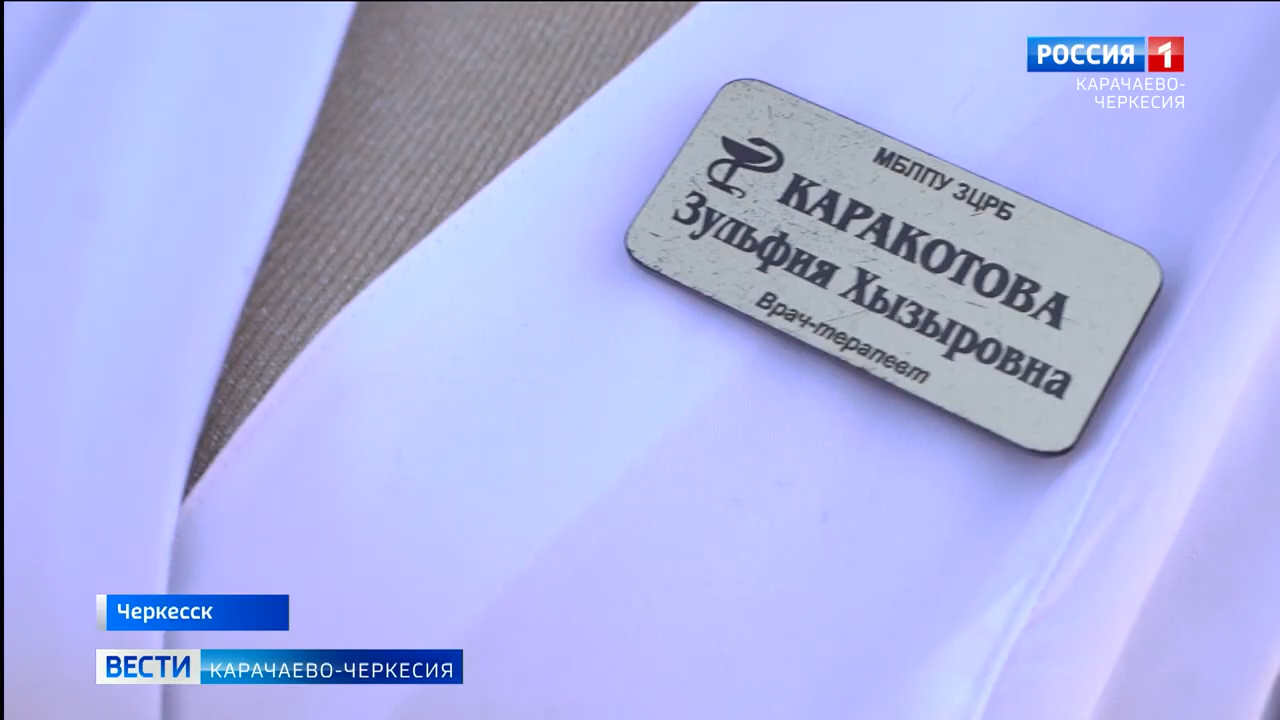 РОССИЯ 1
КАРАЧАЕВО-
ЧЕРКЕСИЯ
МБЛПУ ЗЦРБ
КАРАКОТОВА
Зульфия Хызыровна
Врач-терапевт
Черкесск
ВЕСТИ КАРАЧАЕВО-ЧЕРКЕСИЯ